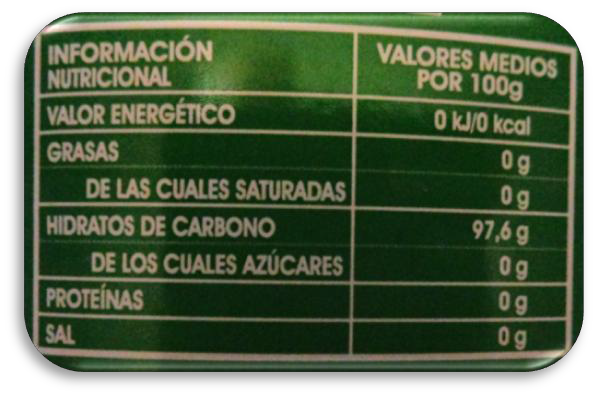 INFORMACIÓN
NUTRICIONAL
VALORES MEDIOS
POR 100g
VALOR ENERGÉTICO 0 kJ/0 kcal
GRASAS 0 g
DE LAS CUALES SATURADAS 0 g
HIDRATOS DE CARBONO 97,6 g
DE LOS CUALES AZÚCARES 0 g
PROTEÍNAS 0 g
SAL 0 g